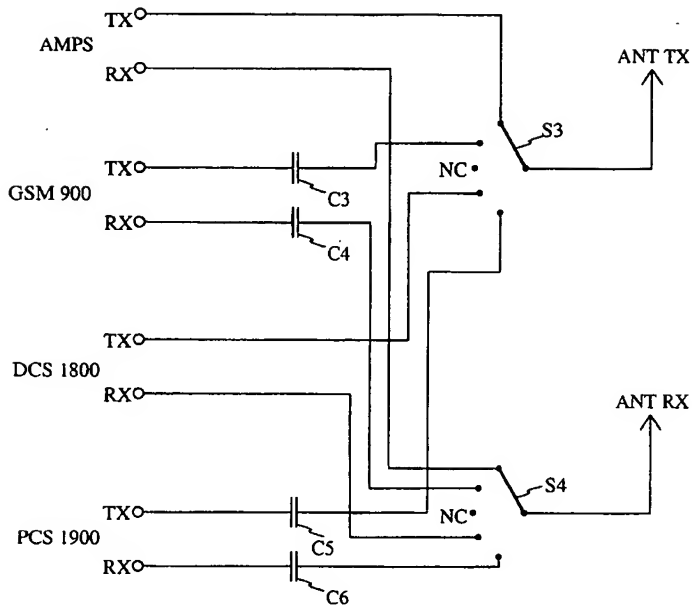 TX
AMPS
RX
ANT TX
S3
TX
NC
GSM 900
C3
RX
C4
TX
DCS 1800
RX
ANT RX
S4
TX
NC
PCS 1900
C5
RX
C6